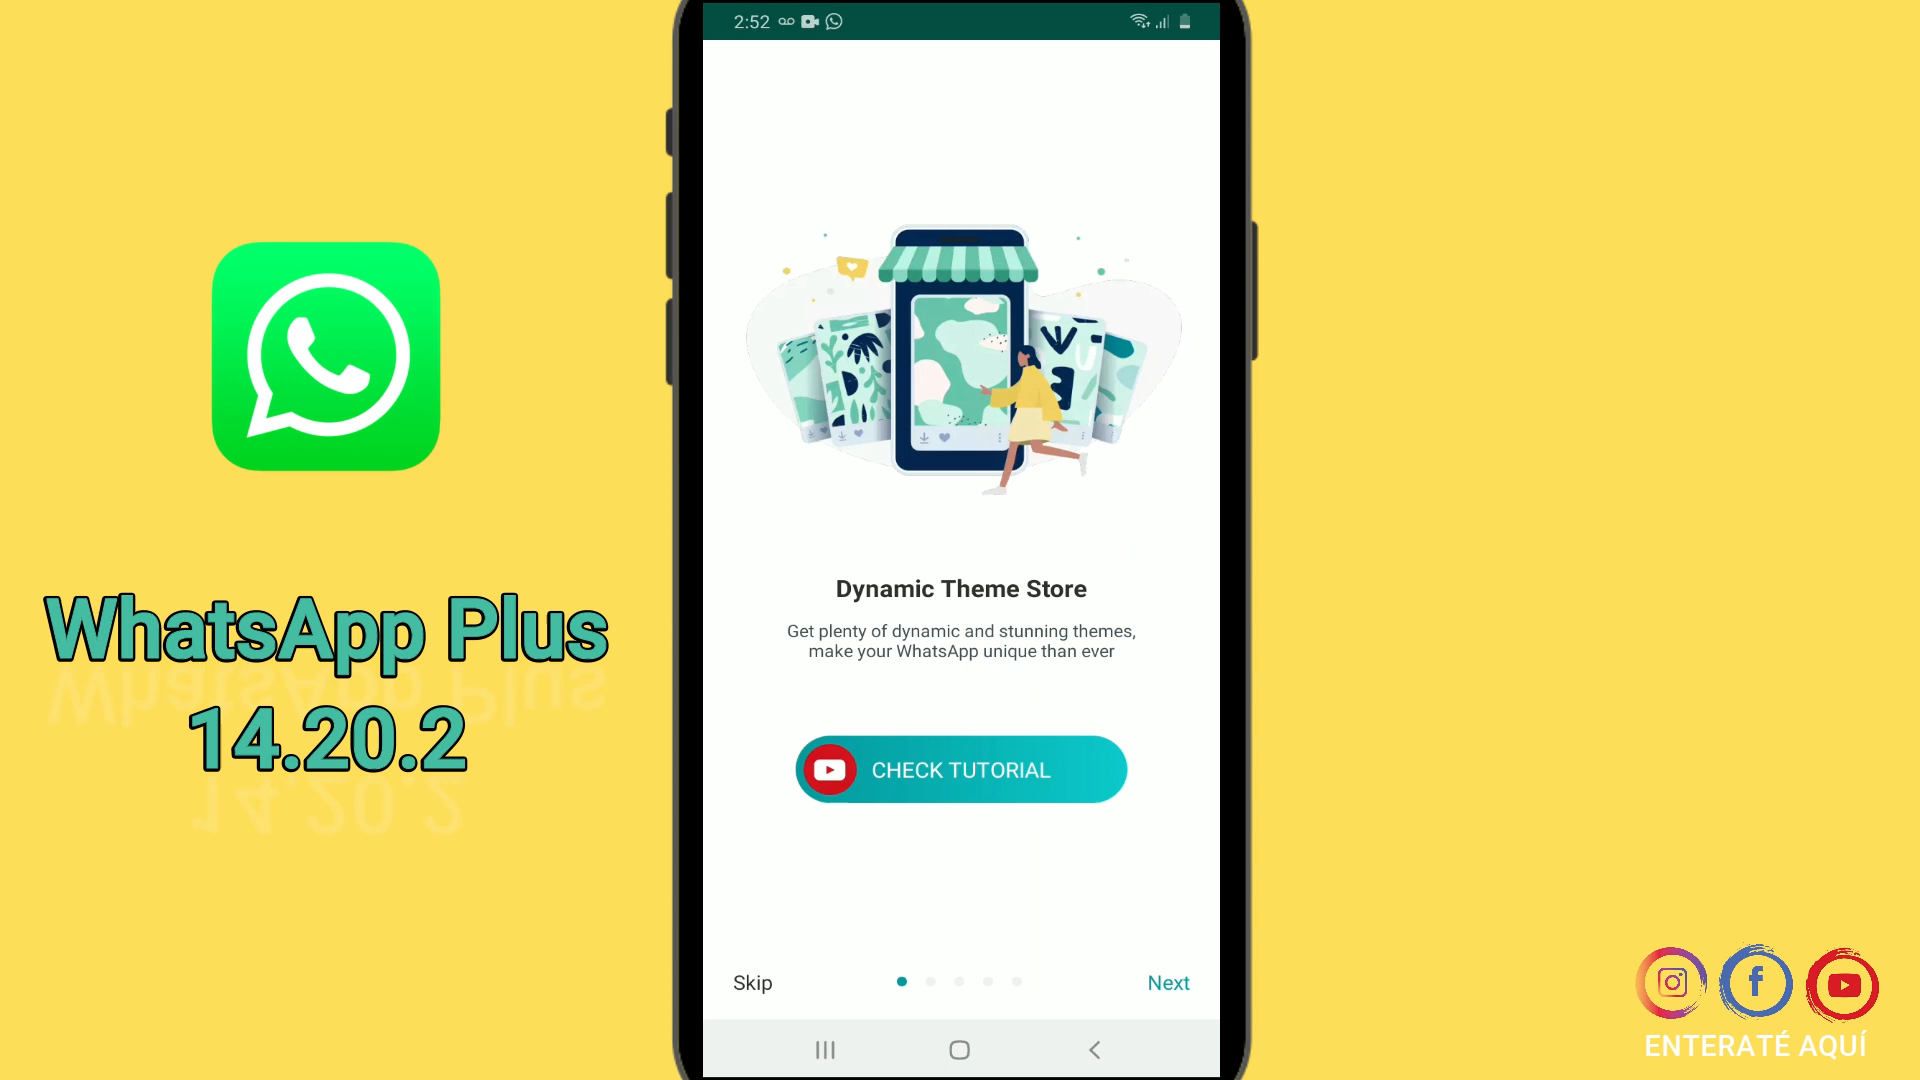 2:52
WhatsApp Plus
14.20.2
Dynamic Theme Store
Get plenty of dynamic and stunning themes,
make your WhatsApp unique than ever
CHECK TUTORIAL
Skip
Next
ENTERATÉ AQUÍ